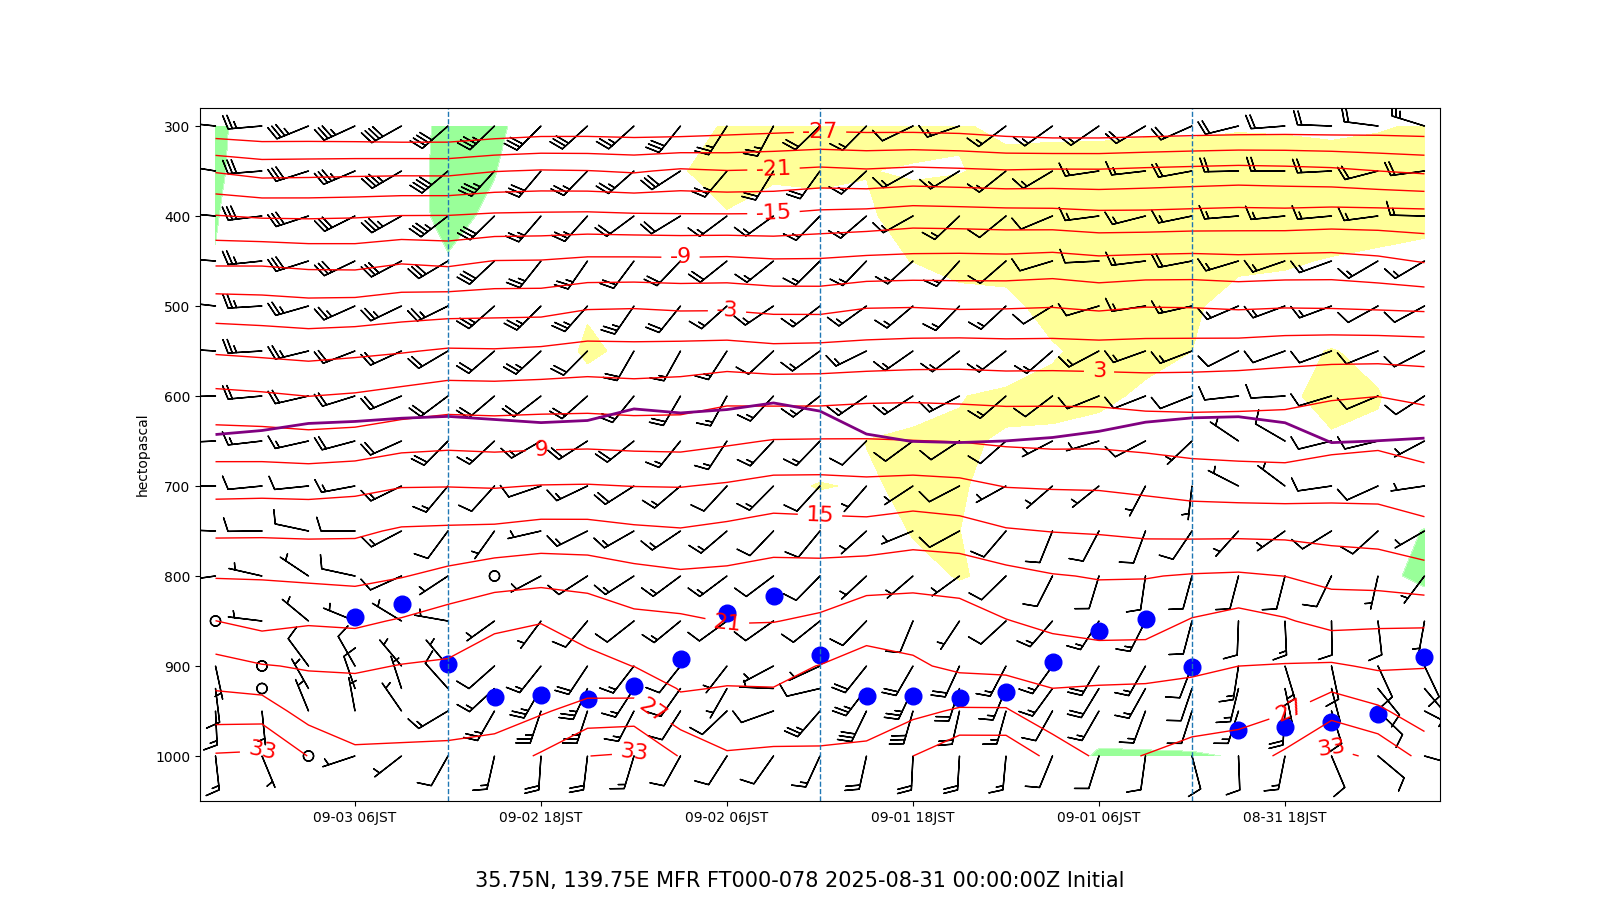 300
400
500
600
700
800
900
1000
hectopascal
-27
-21
-15
-9
-3
3
9
15
21
27
27
33
33
33
09-03 06JST
09-02 18JST
09-02 06JST
09-01 18JST
09-01 06JST
08-31 18JST
35.75N, 139.75E MFR FT000-078 2025-08-31 00:00:00Z Initial